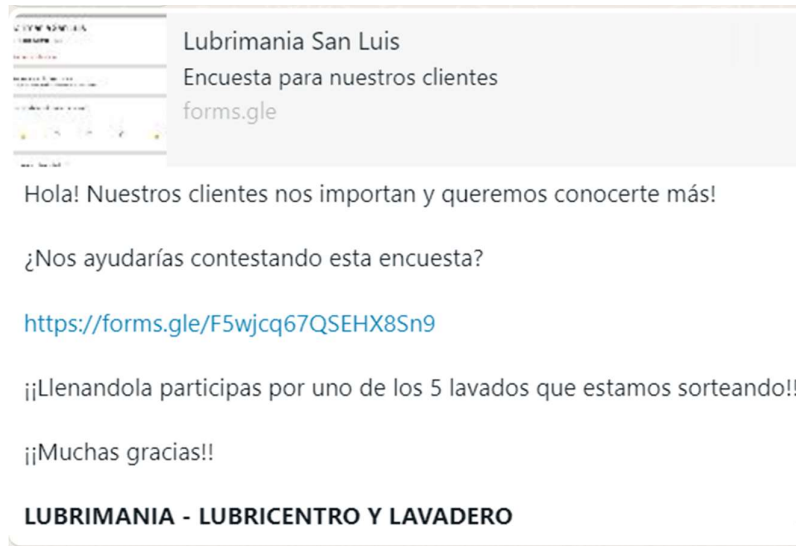 Lubrimania San Luis
Encuesta para nuestros clientes
forms.gle
Hola! Nuestros clientes nos importan y queremos conocerte más!
¿Nos ayudarías contestando esta encuesta?
https://forms.gle/F5wjcq67QSEHX8Sn9
¡¡Llenandola participas por uno de los 5 lavados que estamos sorteando!!
¡¡Muchas gracias!!
LUBRIMANIA - LUBRICENTRO Y LAVADERO